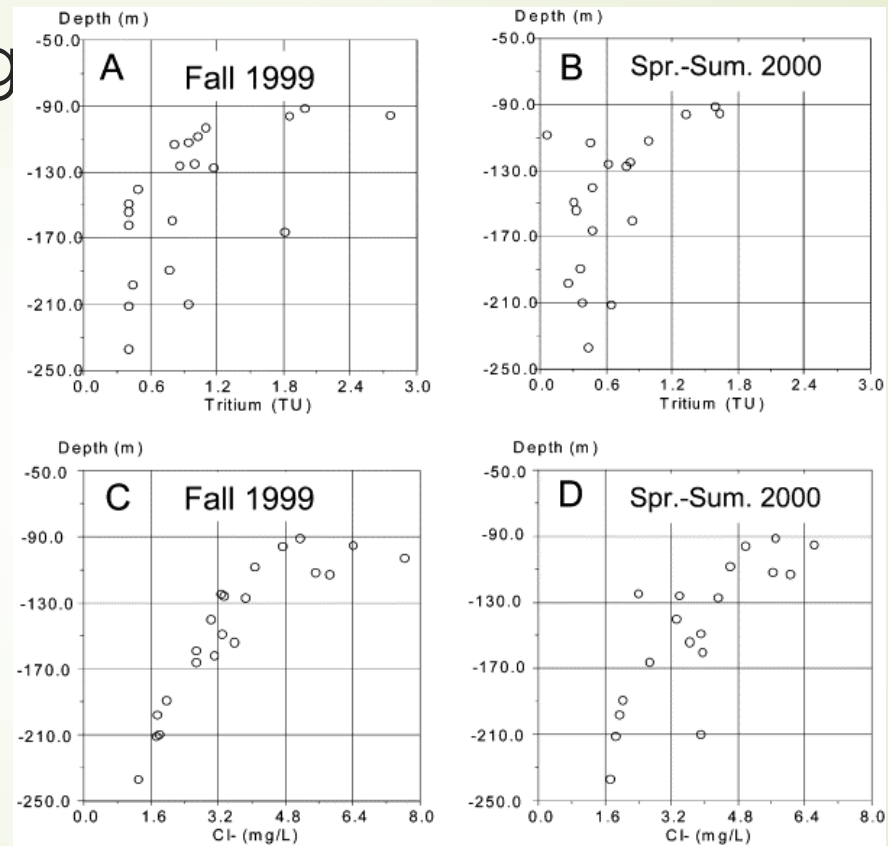 g
Depth (m)
-50.0
-90.0
-130.0
-170.0
-210.0
-250.0
A
Fall 1999
0.0 0.6 1.2 1.8 2.4 3.0
Tritium (TU)
Depth (m)
-50.0
-90.0
-130.0
-170.0
-210.0
-250.0
B
Spr.-Sum. 2000
0.0 0.6 1.2 1.8 2.4 3.0
Tritium (TU)
Depth (m)
-50.0
-90.0
-130.0
-170.0
-210.0
-250.0
C
Fall 1999
0.0 1.6 3.2 4.8 6.4 8.0
Cl- (mg/L)
Depth (m)
-50.0
-90.0
-130.0
-170.0
-210.0
-250.0
D
Spr.-Sum. 2000
0.0 1.6 3.2 4.8 6.4 8.0
Cl- (mg/L)